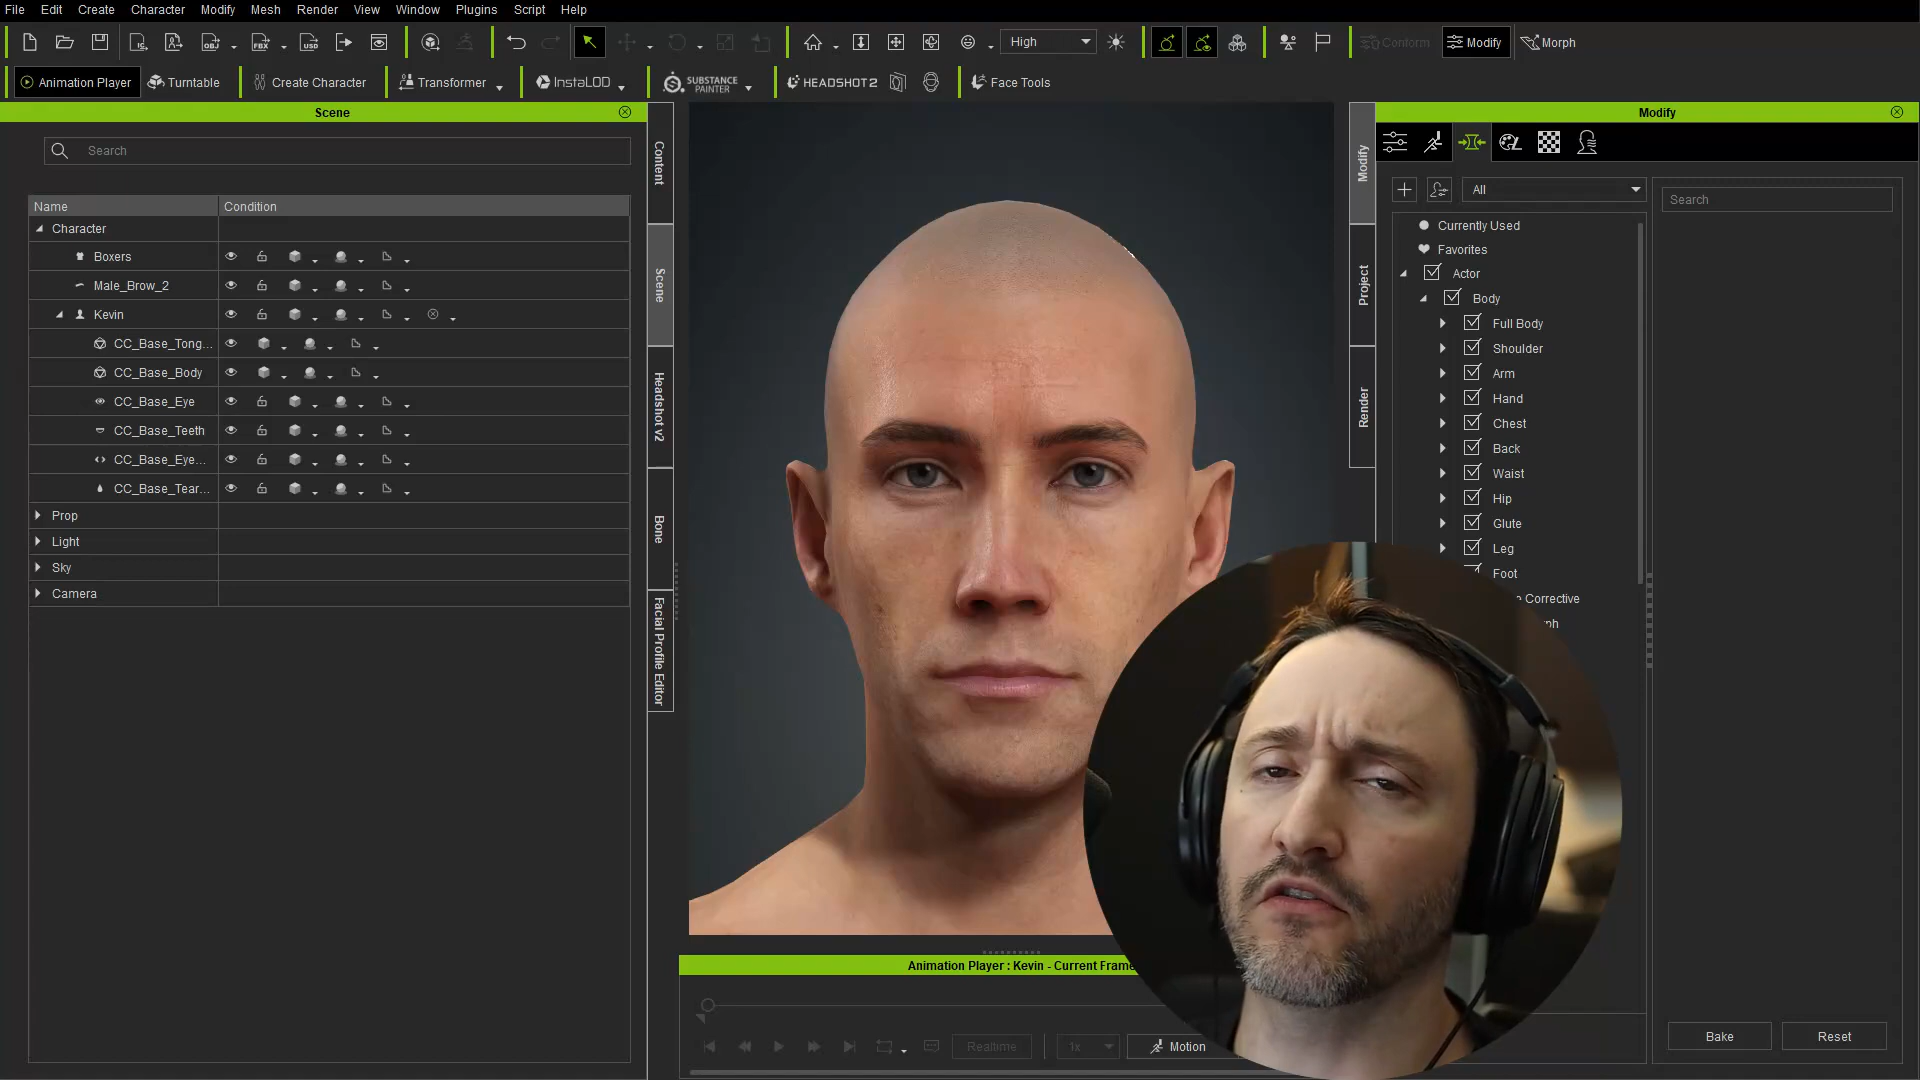 File Edit Create Character Modify Mesh Render View Window Plugins Script Help
High Conform Modify Morph
Animation Player Turntable Create Character Transformer InstaLOD SUBSTANCE PAINTER HEADSHOT 2 Face Tools
Scene
Search
Name Condition
Character
Boxers
Male_Brow_2
Kevin
CC_Base_Tong...
CC_Base_Body
CC_Base_Eye
CC_Base_Teeth
CC_Base_Eye...
CC_Base_Tear...
Prop
Light
Sky
Camera
Content
Scene
Headshot v2
Bone
Facial Profile Editor
Animation Player : Kevin - Current Frame
Realtime 1x Motion
Modify
Project
Render
Modify
All
Search
Currently Used
Favorites
Actor
Body
Full Body
Shoulder
Arm
Hand
Chest
Back
Waist
Hip
Glute
Leg
Foot
Corrective
Bake Reset